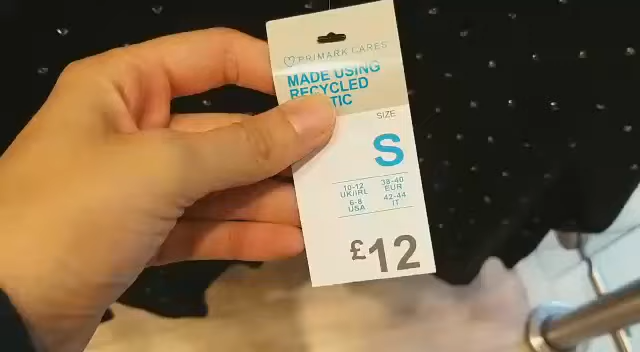 PRIMARK CARES
MADE USING
RECYCLED
TIC
SIZE
S
10-12 38-40
UK/IRL EUR
6-8 42-44
USA IT
£12